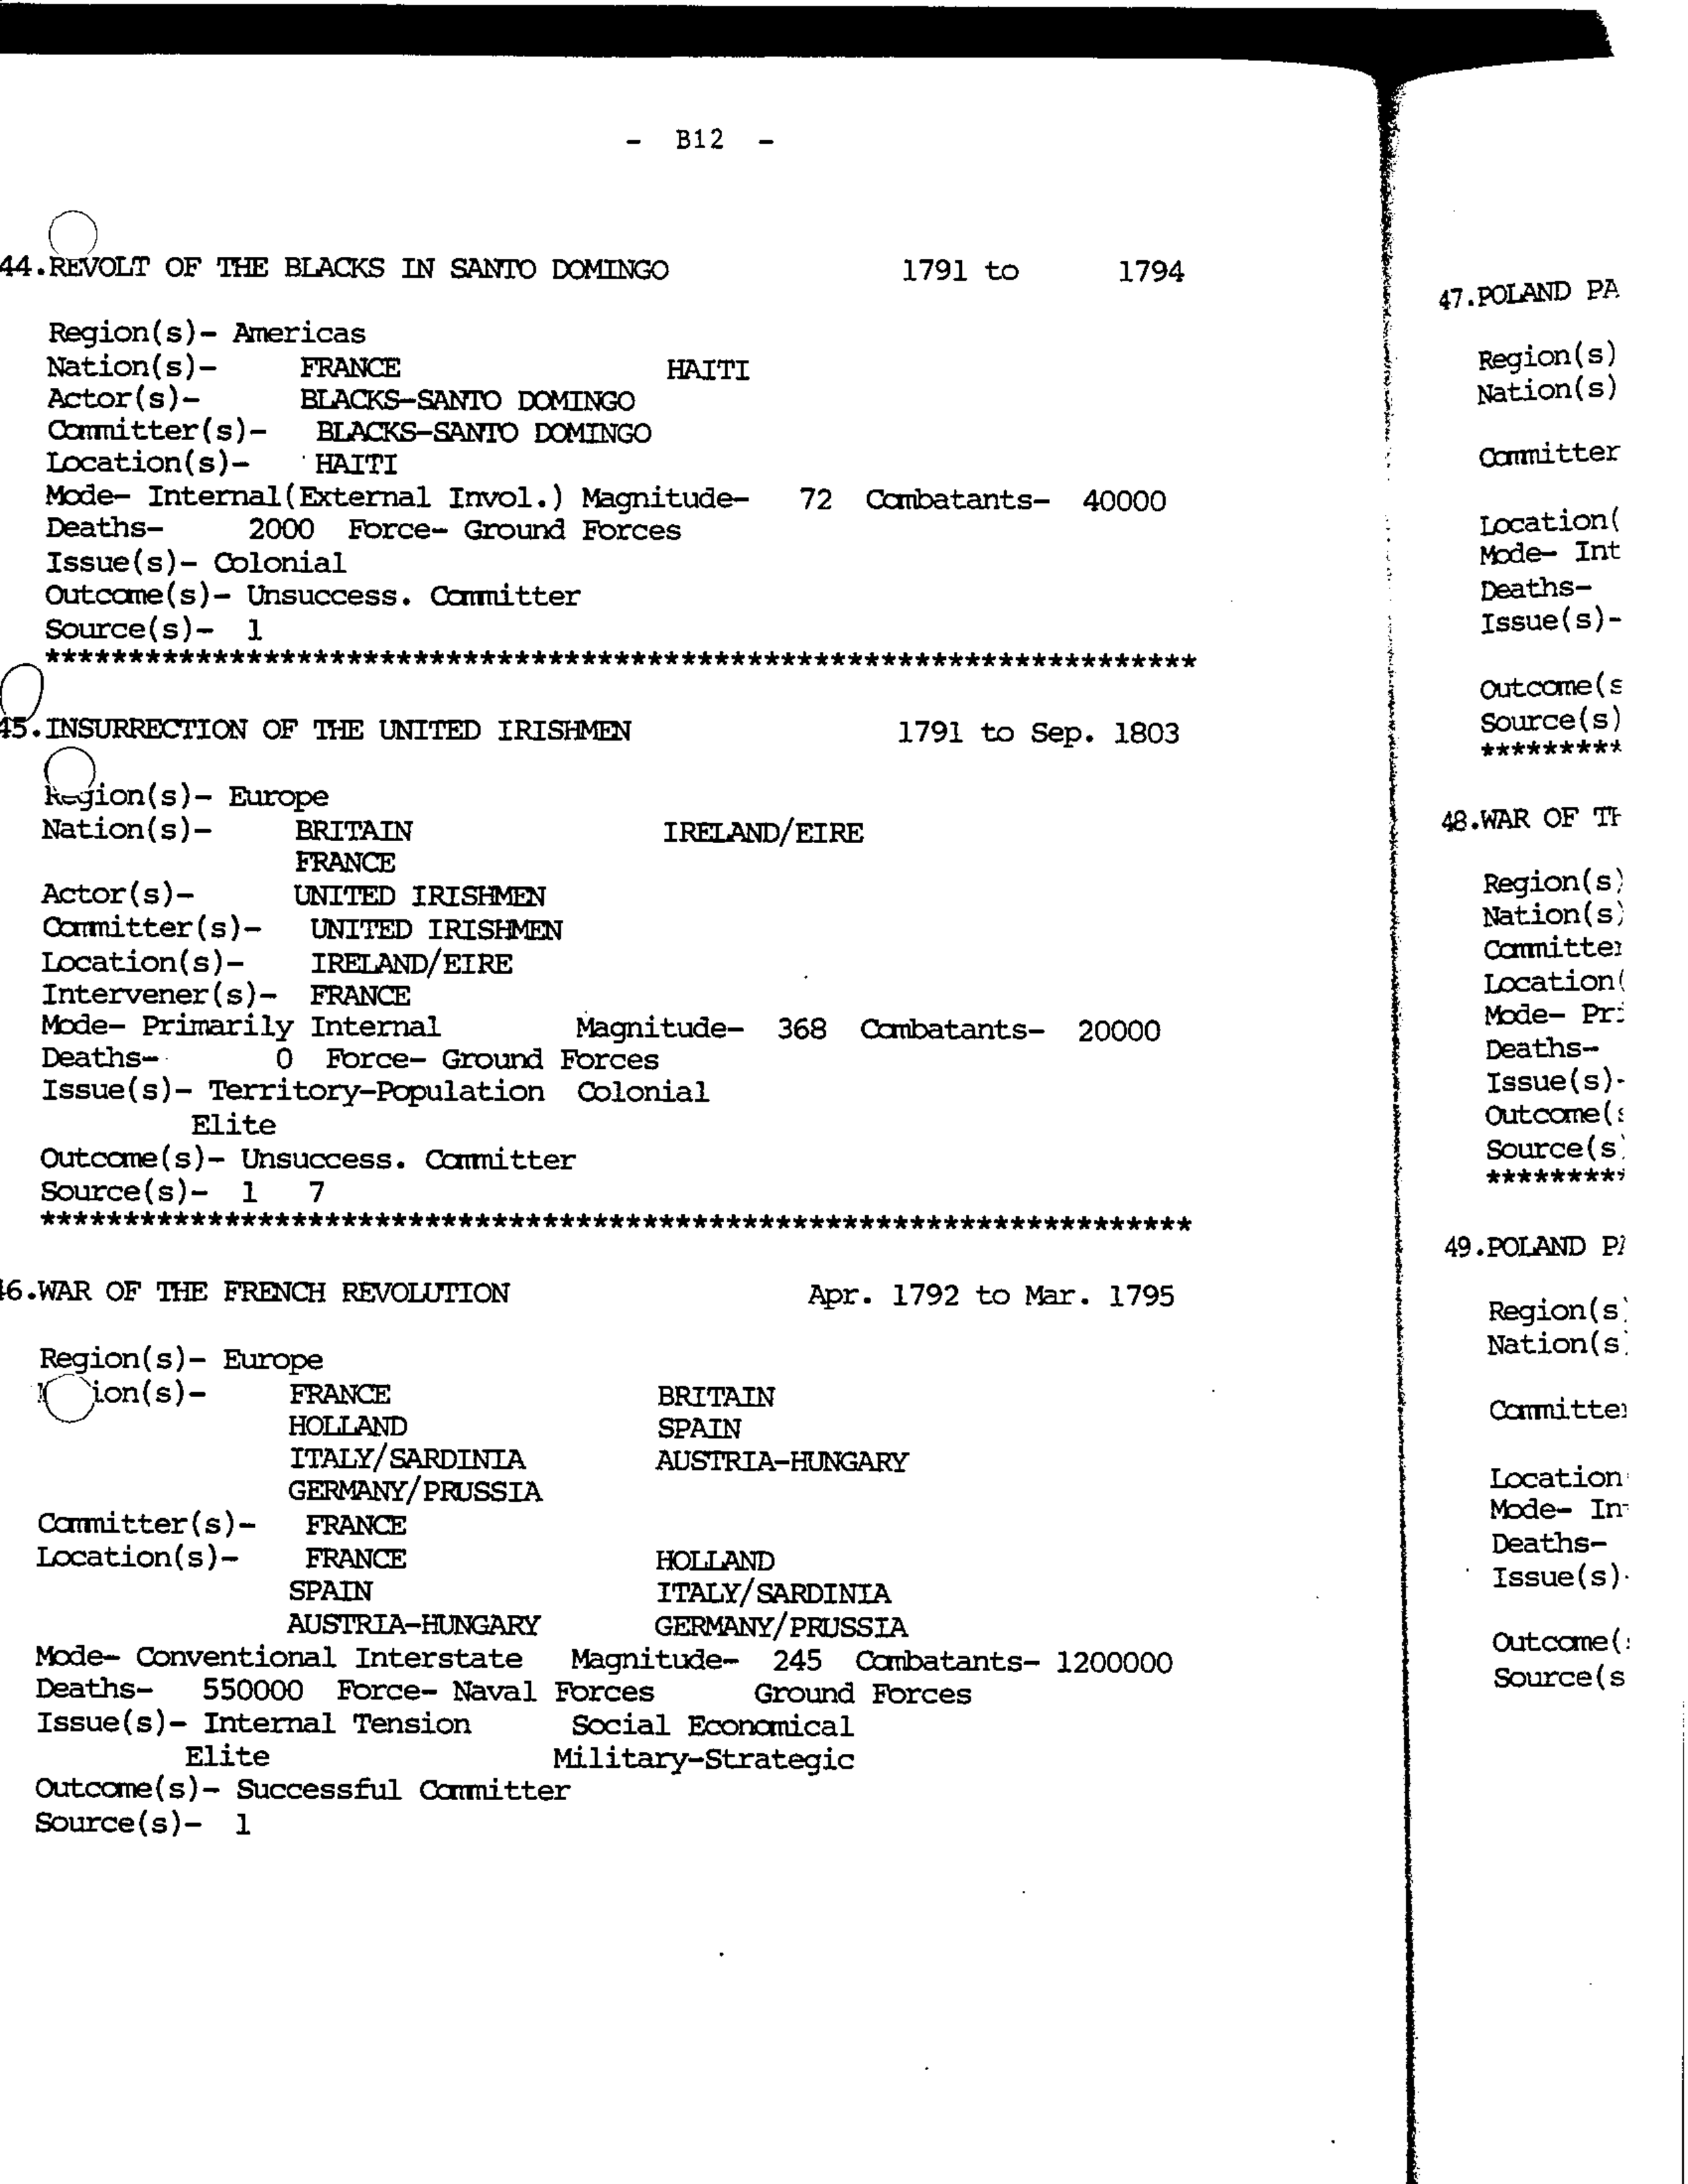 - B12 -
44.REVOLT OF THE BLACKS IN SANTO DOMINGO 1791 to 1794
Region(s)- Americas
Nation(s)- FRANCE HAITI
Actor(s)- BLACKS-SANTO DOMINGO
Committer(s)- BLACKS-SANTO DOMINGO
Location(s)- HAITI
Mode- Internal(External Invol.) Magnitude- 72 Combatants- 40000
Deaths- 2000 Force- Ground Forces
Issue(s)- Colonial
Outcome(s)- Unsuccess. Committer
Source(s)- 1
*********************************************************************
45.INSURRECTION OF THE UNITED IRISHMEN 1791 to Sep. 1803
Region(s)- Europe
Nation(s)- BRITAIN IRELAND/EIRE
FRANCE
Actor(s)- UNITED IRISHMEN
Committer(s)- UNITED IRISHMEN
Location(s)- IRELAND/EIRE
Intervener(s)- FRANCE
Mode- Primarily Internal Magnitude- 368 Combatants- 20000
Deaths- 0 Force- Ground Forces
Issue(s)- Territory-Population Colonial
Elite
Outcome(s)- Unsuccess. Committer
Source(s)- 1 7
*********************************************************************
46.WAR OF THE FRENCH REVOLUTION Apr. 1792 to Mar. 1795
Region(s)- Europe
ion(s)- FRANCE BRITAIN
HOLLAND SPAIN
ITALY/SARDINIA AUSTRIA-HUNGARY
GERMANY/PRUSSIA
Committer(s)- FRANCE
Location(s)- FRANCE HOLLAND
SPAIN ITALY/SARDINIA
AUSTRIA-HUNGARY GERMANY/PRUSSIA
Mode- Conventional Interstate Magnitude- 245 Combatants- 1200000
Deaths- 550000 Force- Naval Forces Ground Forces
Issue(s)- Internal Tension Social Economical
Elite Military-Strategic
Outcome(s)- Successful Committer
Source(s)- 1
47.POLAND PA
Region(s)
Nation(s)
Committer
Location(
Mode- Int
Deaths-
Issue(s)-
Outcome(s
Source(s)
*********
48.WAR OF TH
Region(s)
Nation(s)
Committer
Location(
Mode- Pri
Deaths-
Issue(s)-
Outcome(s
Source(s)
*********
49.POLAND PA
Region(s)
Nation(s)
Committer
Location
Mode- In
Deaths-
Issue(s)
Outcome(
Source(s